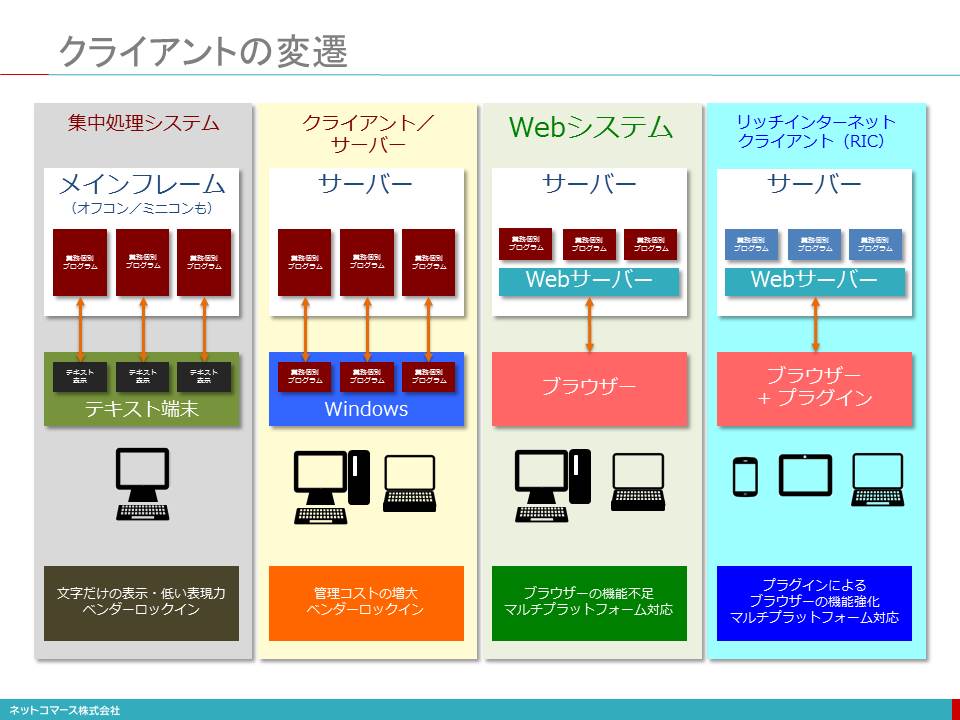 クライアントの変遷
集中処理システム
メインフレーム
（オフコン／ミニコンも）
業務個別
プログラム
業務個別
プログラム
業務個別
プログラム
テキスト
表示
テキスト
表示
テキスト
表示
テキスト端末
文字だけの表示・低い表現力
ベンダーロックイン
クライアント／
サーバー
サーバー
業務個別
プログラム
業務個別
プログラム
業務個別
プログラム
業務個別
プログラム
業務個別
プログラム
業務個別
プログラム
Windows
管理コストの増大
ベンダーロックイン
Webシステム
サーバー
業務個別
プログラム
業務個別
プログラム
業務個別
プログラム
Webサーバー
ブラウザー
ブラウザーの機能不足
マルチプラットフォーム対応
リッチインターネット
クライアント（RIC）
サーバー
業務個別
プログラム
業務個別
プログラム
業務個別
プログラム
Webサーバー
ブラウザー
+ プラグイン
プラグインによる
ブラウザーの機能強化
マルチプラットフォーム対応
ネットコマース株式会社